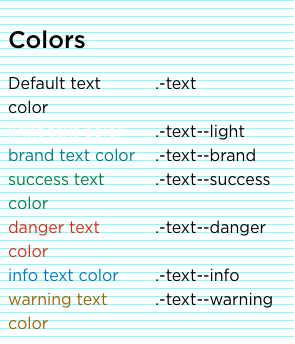 Colors
Default text .-text
color
.-text--light
brand text color .-text--brand
success text .-text--success
color
danger text .-text--danger
color
info text color .-text--info
warning text .-text--warning
color